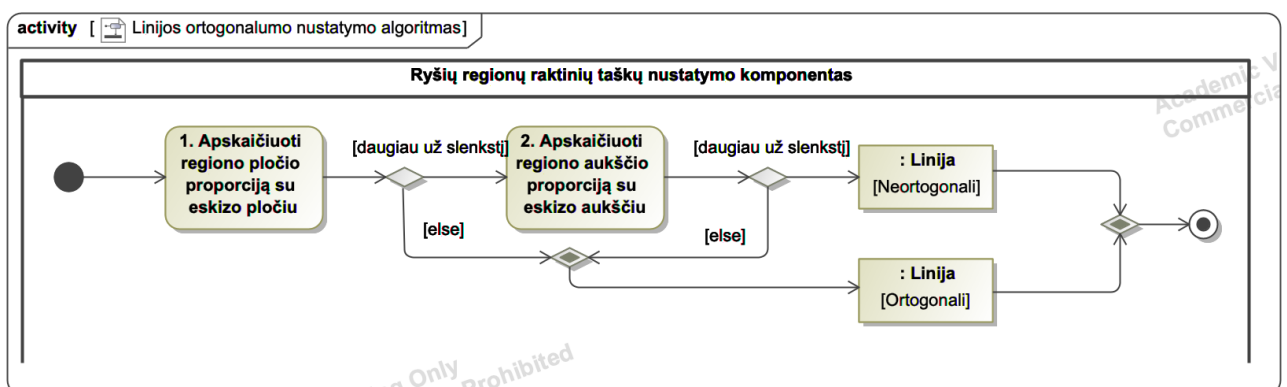 activity [ Linijos ortogonalumo nustatymo algoritmas]
Ryšių regionų raktinių taškų nustatymo komponentas
1. Apskaičiuoti
regiono pločio
proporciją su
eskizo pločiu
[daugiau už slenkstį]
2. Apskaičiuoti
regiono aukščio
proporciją su
eskizo aukščiu
[daugiau už slenkstį]
: Linija
[Neortogonali]
[else]
[else]
: Linija
[Ortogonali]
Academic
Only
Prohibited